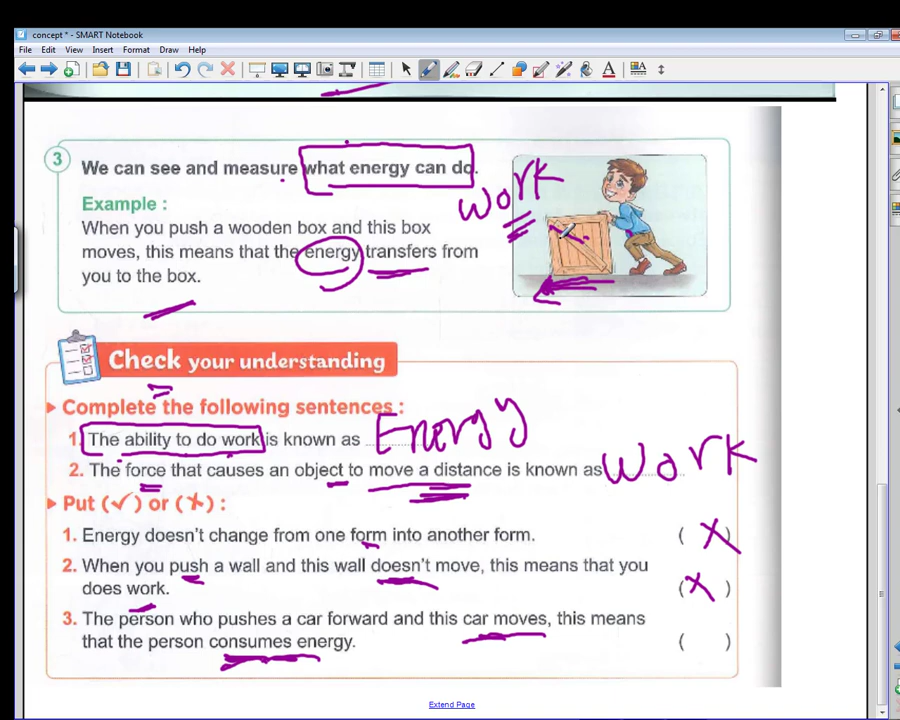 concept * - SMART Notebook
File Edit View Insert Format Draw Help
3 We can see and measure what energy can do.
Work
Example :
When you push a wooden box and this box
moves, this means that the energy transfers from
you to the box.
Check your understanding
Complete the following sentences :
1. The ability to do work is known as Energy
2. The force that causes an object to move a distance is known as Work
Put (✓) or (✗) :
1. Energy doesn't change from one form into another form. ( X )
2. When you push a wall and this wall doesn't move, this means that you
does work. ( X )
3. The person who pushes a car forward and this car moves, this means
that the person consumes energy. ( )
Extend Page